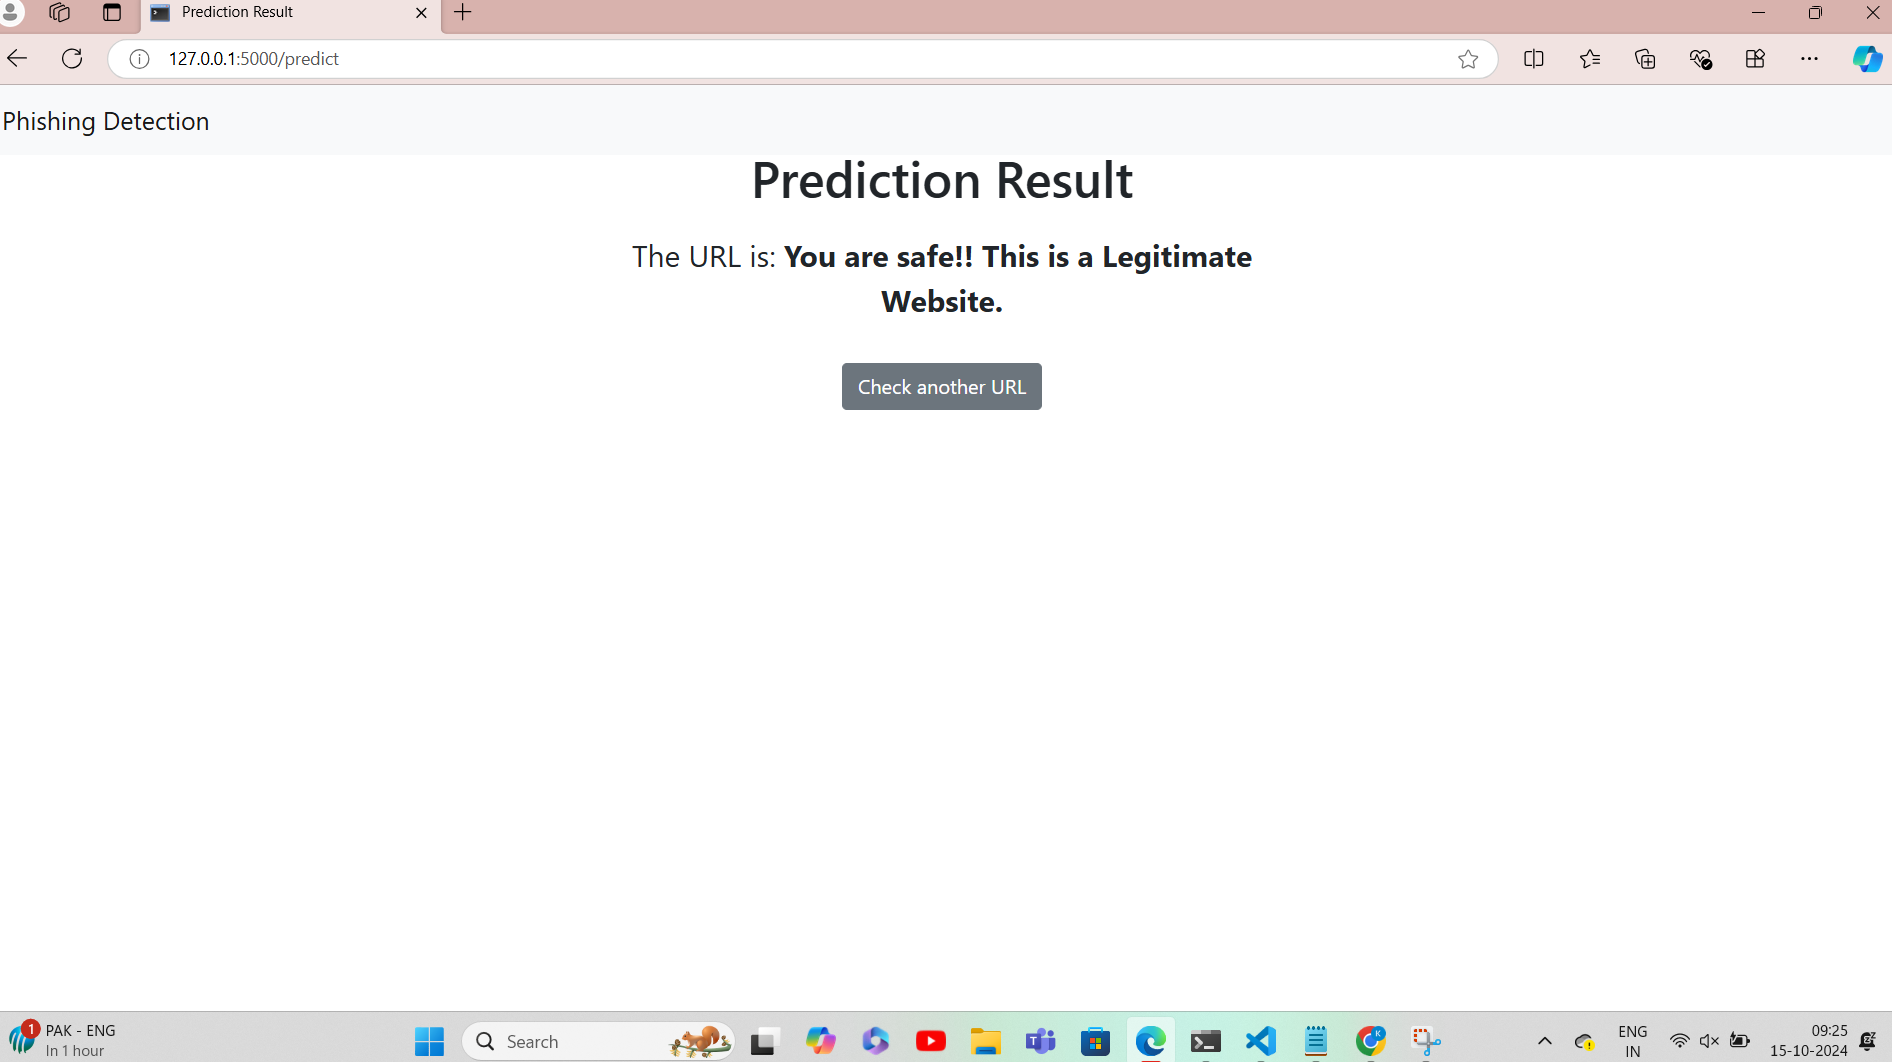 Prediction Result
127.0.0.1:5000/predict
Phishing Detection
Prediction Result
The URL is: You are safe!! This is a Legitimate
Website.
Check another URL
1
PAK - ENG
In 1 hour
Search
T
K
ENG
IN
09:25
15-10-2024